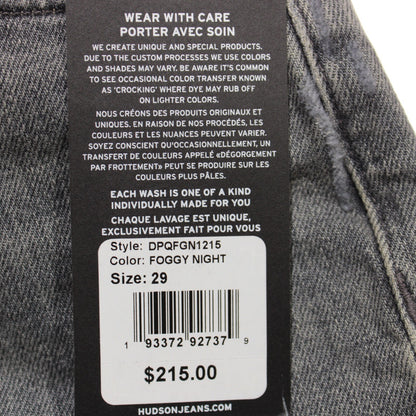 WEAR WITH CARE
PORTER AVEC SOIN
WE CREATE UNIQUE AND SPECIAL PRODUCTS.
DUE TO THE CUSTOM PROCESSES WE USE COLORS
AND SHADES MAY VARY. BE AWARE IT'S COMMON
TO SEE OCCASIONAL COLOR TRANSFER KNOWN
AS 'CROCKING' WHERE DYE MAY RUB OFF
ON LIGHTER COLORS.
NOUS CRÉONS DES PRODUITS ORIGINAUX ET
UNIQUES. EN RAISON DE NOS PROCÉDÉS, LES
COULEURS ET LES NUANCES PEUVENT VARIER.
SOYEZ CONSCIENT QU'OCCASIONNELLEMENT, UN
TRANSFERT DE COULEURS APPELÉ «DÉGORGEMENT
PAR FROTTEMENT» PEUT SE PRODUIRE SUR LES
COULEURS PLUS PÂLES.
EACH WASH IS ONE OF A KIND
INDIVIDUALLY MADE FOR YOU
CHAQUE LAVAGE EST UNIQUE,
EXCLUSIVEMENT FAIT POUR VOUS
Style: DPQFGN1215
Color: FOGGY NIGHT
Size: 29
1 93372 92737 9
$215.00
HUDSONJEANS.COM